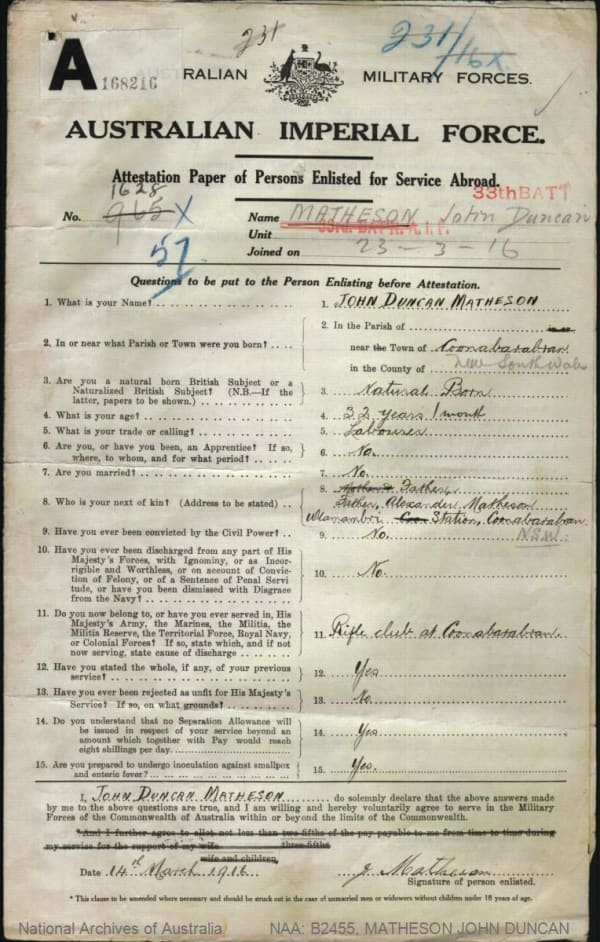 231
231/16X
A
168216
AUSTRALIAN MILITARY FORCES.
AUSTRALIAN IMPERIAL FORCE.
Attestation Paper of Persons Enlisted for Service Abroad.
1628
33th BATT
No. 965 X
Name MATHESON John Duncan
57
Unit 33RD. BATTN. A.I.F.
Joined on 23-3-16
Questions to be put to the Person Enlisting before Attestation.
1. What is your Name?
1. JOHN DUNCAN MATHESON
2. In or near what Parish or Town were you born?
2. In the Parish of in or
near the Town of Coonabarabran
in the County of New South Wales
3. Are you a natural born British Subject or a
Naturalized British Subject? (N.B.—If the
latter, papers to be shown.)
3. Natural Born
4. What is your age?
4. 32 years 1 month
5. What is your trade or calling?
5. Labourer
6. Are you, or have you been, an Apprentice? If so,
where, to whom, and for what period?
6. No.
7. Are you married?
7. No.
8. Who is your next of kin? (Address to be stated)
8. Mother's Father
Father, Alexander Matheson
Station, Coonabarabran
N.S.W.
9. Have you ever been convicted by the Civil Power?
9. No.
10. Have you ever been discharged from any part of His
Majesty's Forces, with Ignominy, or as Incor-
rigible and Worthless, or on account of Convic-
tion of Felony, or of a Sentence of Penal Servi
tude, or have you been Dismissed with Disgrace
from the Navy?
10. No.
11. Do you now belong to, or have you ever served in, His
Majesty's Army, the Marines, the Militia, the
Militia Reserve, the Territorial Force, Royal Navy,
or Colonial Forces? If so, state which, and if not
now serving, state cause of discharge
11. Rifle club at Coonabarabran.
12. Have you stated the whole, if any, of your previous
service?
12. Yes
13. Have you ever been rejected as unfit for His Majesty's
Service? If so, on what grounds?
13. No.
14. Do you understand that no Separation Allowance will
be issued in respect of your service beyond an
amount which together with Pay would reach
eight shillings per day.
14. Yes
15. Are you prepared to undergo inoculation against smallpox
and enteric fever?
15. Yes.
I, JOHN DUNCAN MATHESON do solemnly declare that the above answers made
by me to the above questions are true, and I am willing and hereby voluntarily agree to serve in the Military
Forces of the Commonwealth of Australia within or beyond the limits of the Commonwealth.
*And I further agree to allot not less than two-fifths of the pay payable to me from time to time during
three-fifths
my service for the support of my wife
wife and children.
Date 14th March 1916
J. Matheson
Signature of person enlisted.
* This clause to be amended where necessary and should be struck out in the case of unmarried men or widowers without children under 18 years of age.
National Archives of Australia
NAA: B2455, MATHESON JOHN DUNCAN